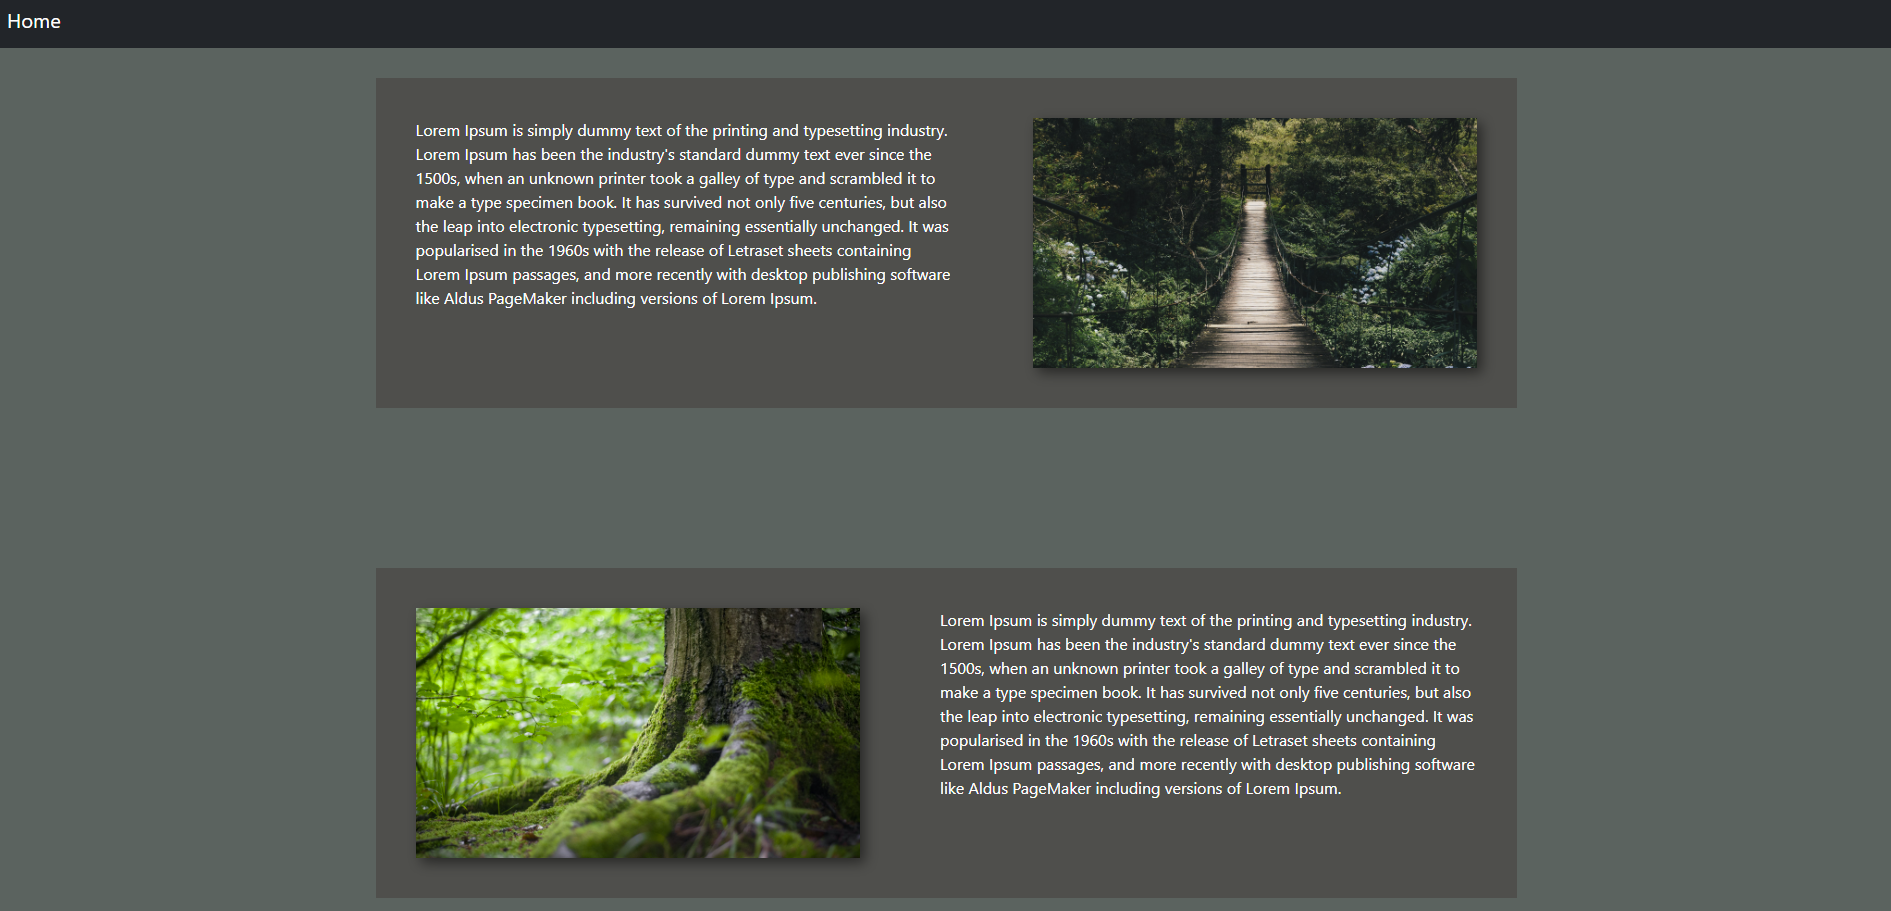 Home
Lorem Ipsum is simply dummy text of the printing and typesetting industry.
Lorem Ipsum has been the industry's standard dummy text ever since the
1500s, when an unknown printer took a galley of type and scrambled it to
make a type specimen book. It has survived not only five centuries, but also
the leap into electronic typesetting, remaining essentially unchanged. It was
popularised in the 1960s with the release of Letraset sheets containing
Lorem Ipsum passages, and more recently with desktop publishing software
like Aldus PageMaker including versions of Lorem Ipsum.
Lorem Ipsum is simply dummy text of the printing and typesetting industry.
Lorem Ipsum has been the industry's standard dummy text ever since the
1500s, when an unknown printer took a galley of type and scrambled it to
make a type specimen book. It has survived not only five centuries, but also
the leap into electronic typesetting, remaining essentially unchanged. It was
popularised in the 1960s with the release of Letraset sheets containing
Lorem Ipsum passages, and more recently with desktop publishing software
like Aldus PageMaker including versions of Lorem Ipsum.